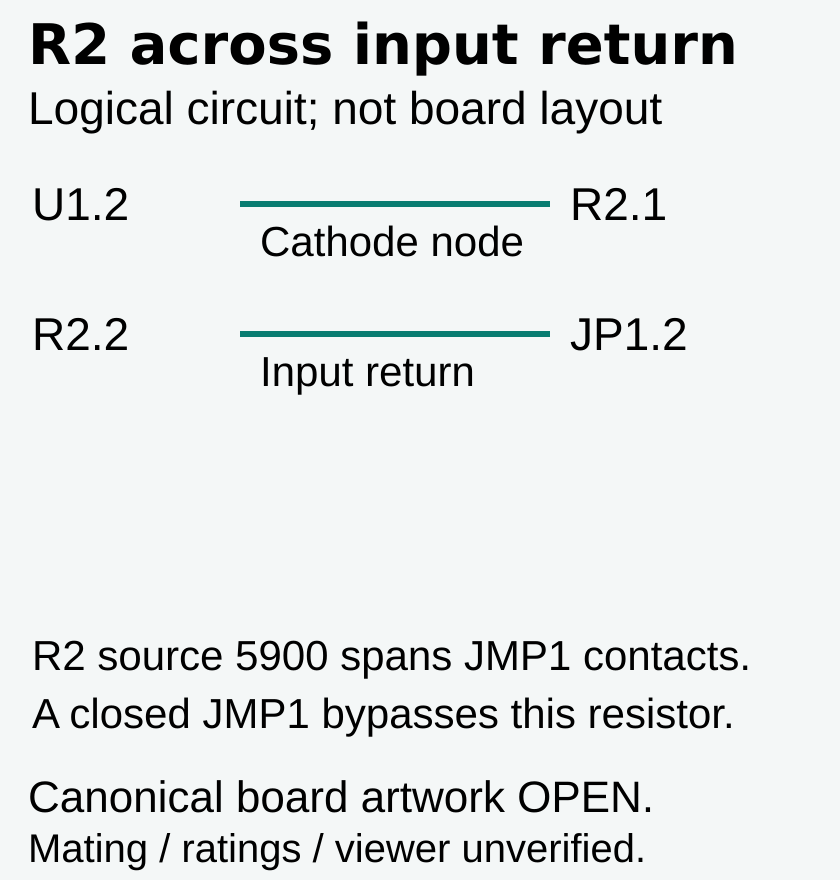 R2 across input return
Logical circuit; not board layout
U1.2 R2.1
Cathode node
R2.2 JP1.2
Input return
R2 source 5900 spans JMP1 contacts.
A closed JMP1 bypasses this resistor.
Canonical board artwork OPEN.
Mating / ratings / viewer unverified.